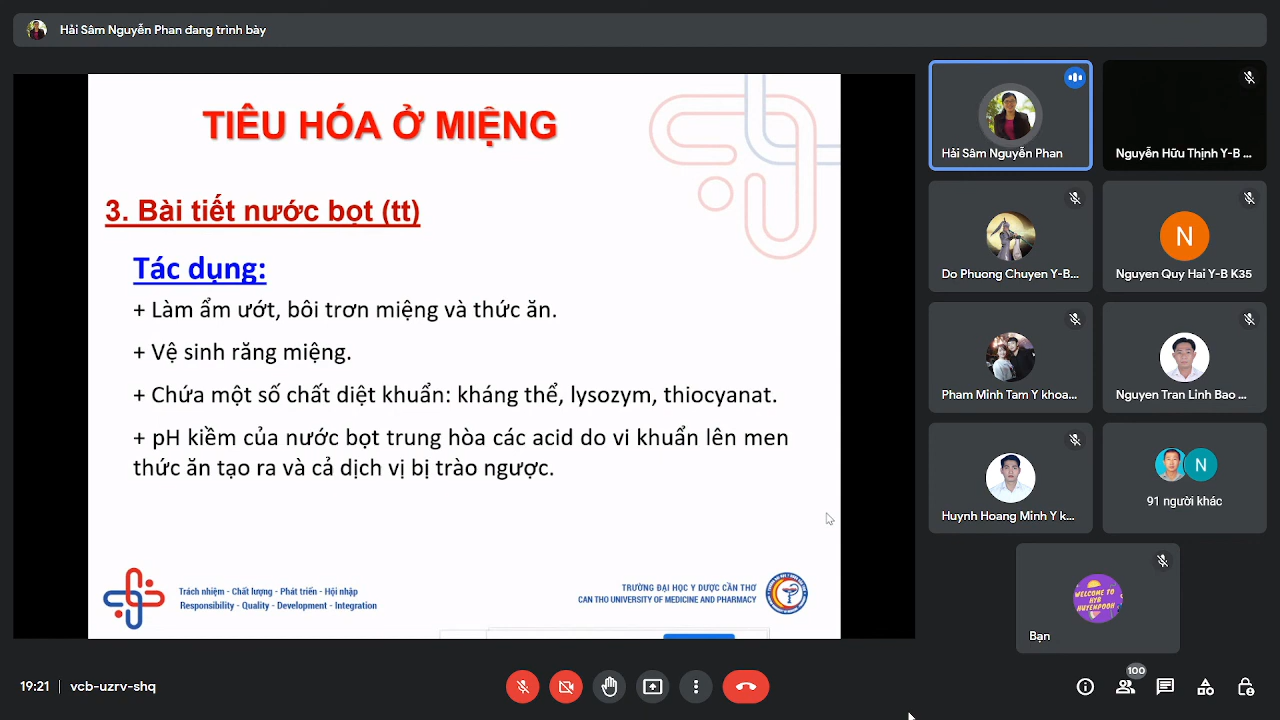 Hải Sâm Nguyễn Phan đang trình bày
TIÊU HÓA Ở MIỆNG
3. Bài tiết nước bọt (tt)
Tác dụng:
+ Làm ẩm ướt, bôi trơn miệng và thức ăn.
+ Vệ sinh răng miệng.
+ Chứa một số chất diệt khuẩn: kháng thể, lysozym, thiocyanat.
+ pH kiềm của nước bọt trung hòa các acid do vi khuẩn lên men
thức ăn tạo ra và cả dịch vị bị trào ngược.
Trách nhiệm - Chất lượng - Phát triển - Hội nhập
Responsibility - Quality - Development - Integration
TRƯỜNG ĐẠI HỌC Y DƯỢC CẦN THƠ
CAN THO UNIVERSITY OF MEDICINE AND PHARMACY
Hải Sâm Nguyễn Phan
Nguyễn Hữu Thịnh Y-B ...
Do Phuong Chuyen Y-B...
N
Nguyen Quy Hai Y-B K35
Pham Minh Tam Y khoa...
Nguyen Tran Linh Bao ...
Huynh Hoang Minh Y k...
N
91 người khác
WELCOME TO
HYB
HUYENPOOH
Bạn
19:21 | vcb-uzrv-shq
100